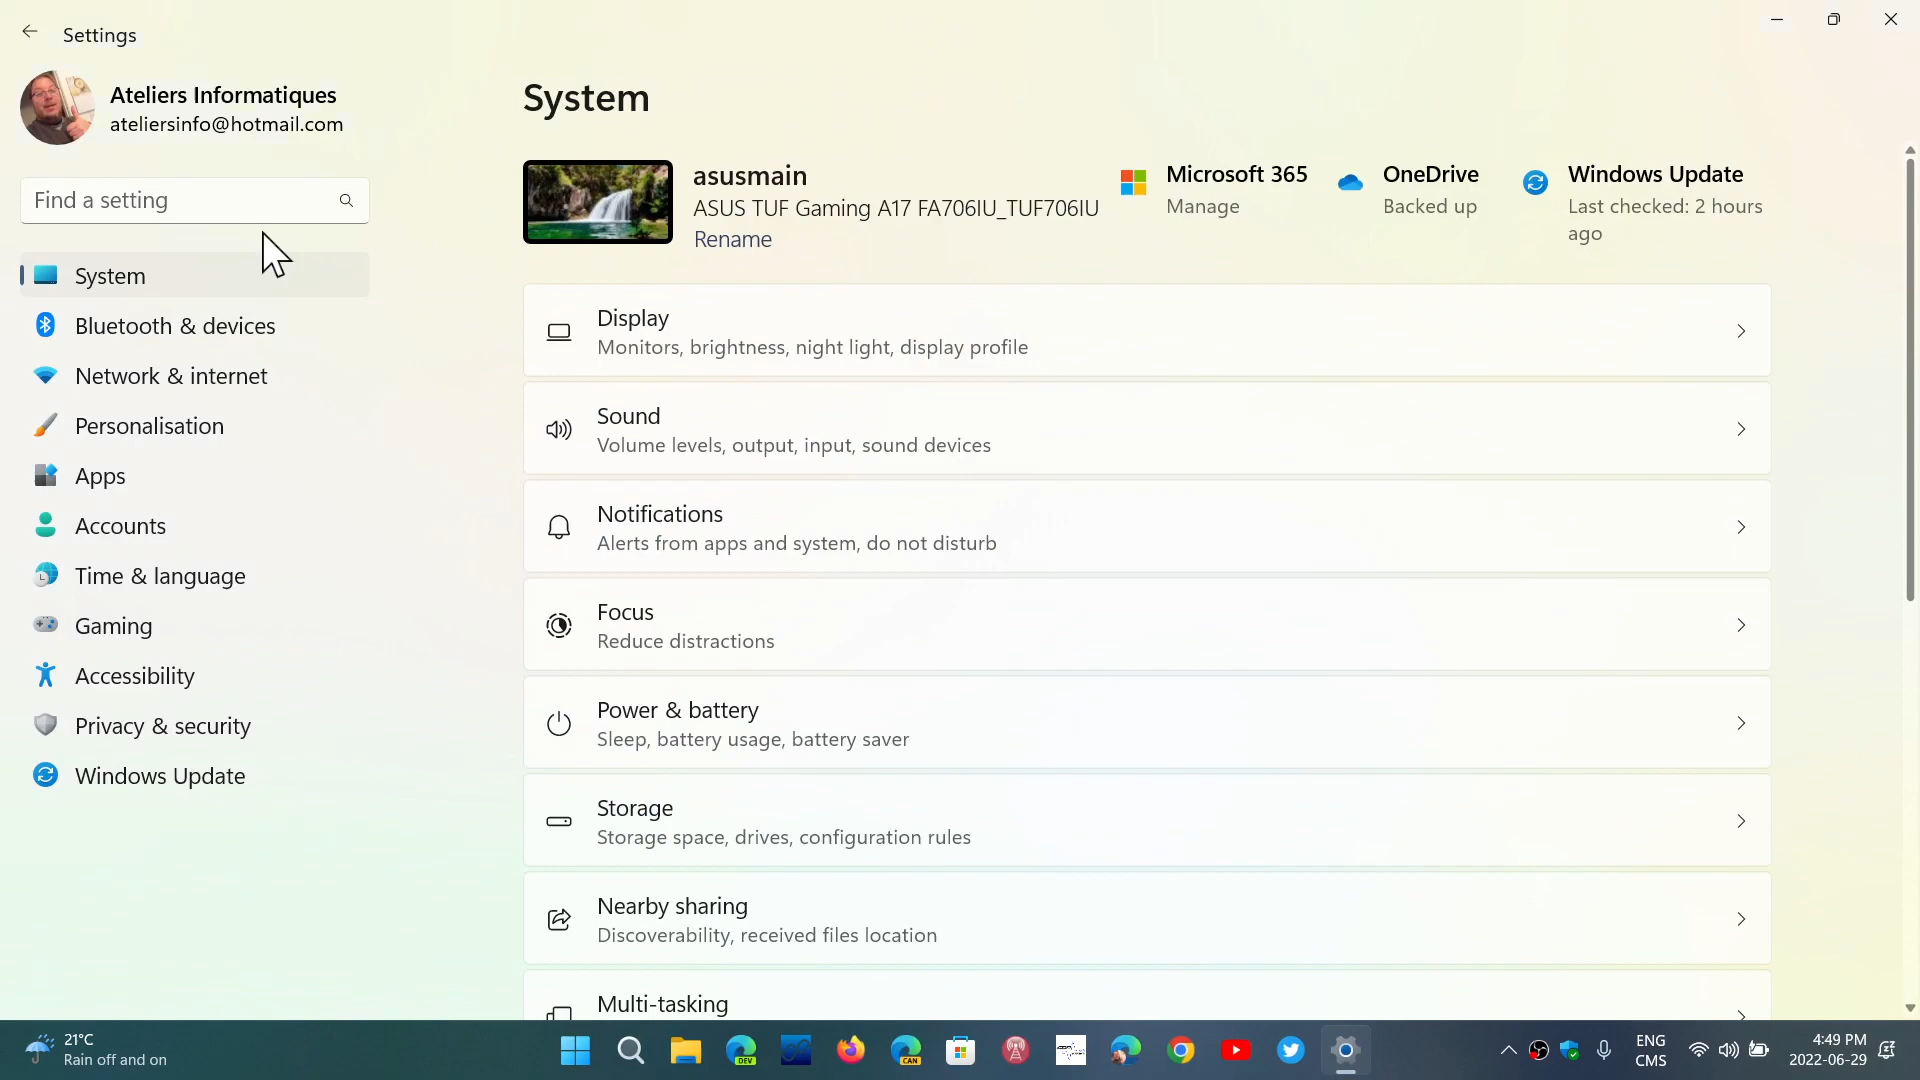 Settings
Ateliers Informatiques
ateliersinfo@hotmail.com
Find a setting
System
Bluetooth & devices
Network & internet
Personalisation
Apps
Accounts
Time & language
Gaming
Accessibility
Privacy & security
Windows Update
System
asusmain
ASUS TUF Gaming A17 FA706IU_TUF706IU
Rename
Microsoft 365
Manage
OneDrive
Backed up
Windows Update
Last checked: 2 hours
ago
Display
Monitors, brightness, night light, display profile
Sound
Volume levels, output, input, sound devices
Notifications
Alerts from apps and system, do not disturb
Focus
Reduce distractions
Power & battery
Sleep, battery usage, battery saver
Storage
Storage space, drives, configuration rules
Nearby sharing
Discoverability, received files location
Multi-tasking
21°C
Rain off and on
DEV
CAN
ENG
CMS
4:49 PM
2022-06-29